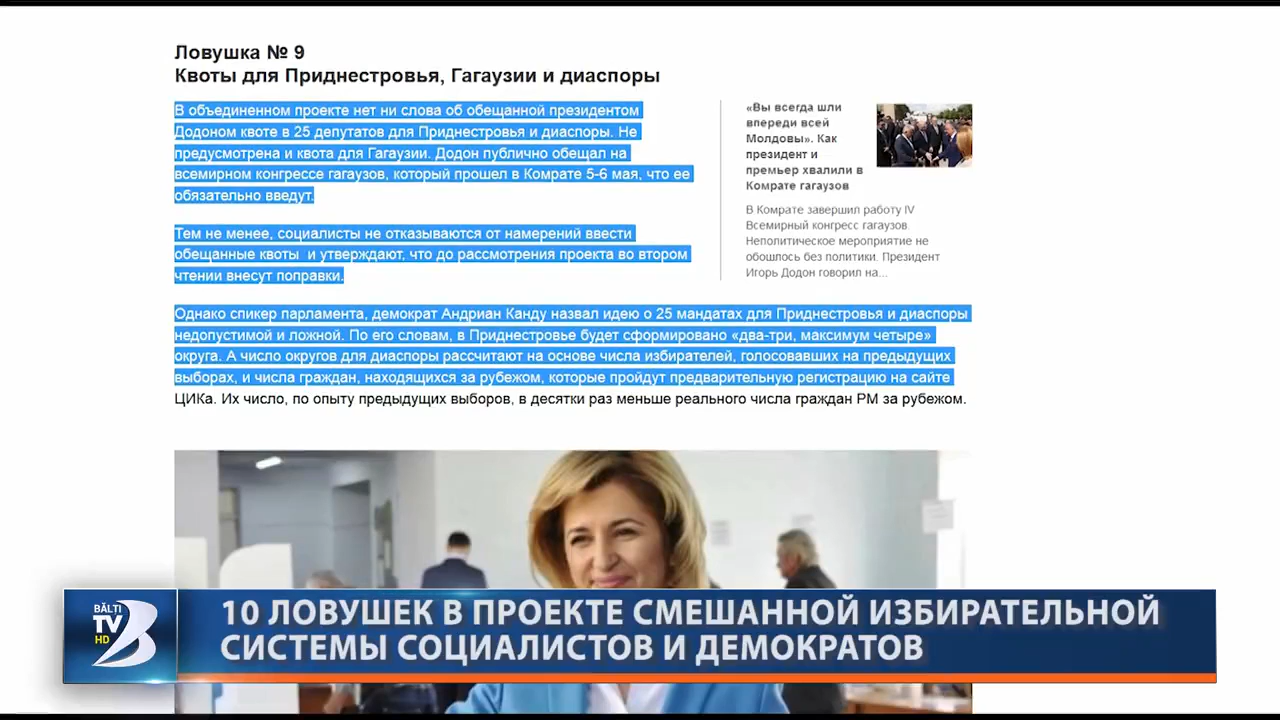 Ловушка № 9
Квоты для Приднестровья, Гагаузии и диаспоры
В объединенном проекте нет ни слова об обещанной президентом
Додоном квоте в 25 депутатов для Приднестровья и диаспоры. Не
предусмотрена и квота для Гагаузии. Додон публично обещал на
всемирном конгрессе гагаузов, который прошел в Комрате 5-6 мая, что ее
обязательно введут.
Тем не менее, социалисты не отказываются от намерений ввести
обещанные квоты и утверждают, что до рассмотрения проекта во втором
чтении внесут поправки.
«Вы всегда шли
впереди всей
Молдовы». Как
президент и
премьер хвалили в
Комрате гагаузов
В Комрате завершил работу IV
Всемирный конгресс гагаузов.
Неполитическое мероприятие не
обошлось без политики. Президент
Игорь Додон говорил на...
Однако спикер парламента, демократ Андриан Канду назвал идею о 25 мандатах для Приднестровья и диаспоры
недопустимой и ложной. По его словам, в Приднестровье будет сформировано «два-три, максимум четыре»
округа. А число округов для диаспоры рассчитают на основе числа избирателей, голосовавших на предыдущих
выборах, и числа граждан, находящихся за рубежом, которые пройдут предварительную регистрацию на сайте
ЦИКа. Их число, по опыту предыдущих выборов, в десятки раз меньше реального числа граждан РМ за рубежом.
BĂLȚI
TV
HD
10 ЛОВУШЕК В ПРОЕКТЕ СМЕШАННОЙ ИЗБИРАТЕЛЬНОЙ
СИСТЕМЫ СОЦИАЛИСТОВ И ДЕМОКРАТОВ